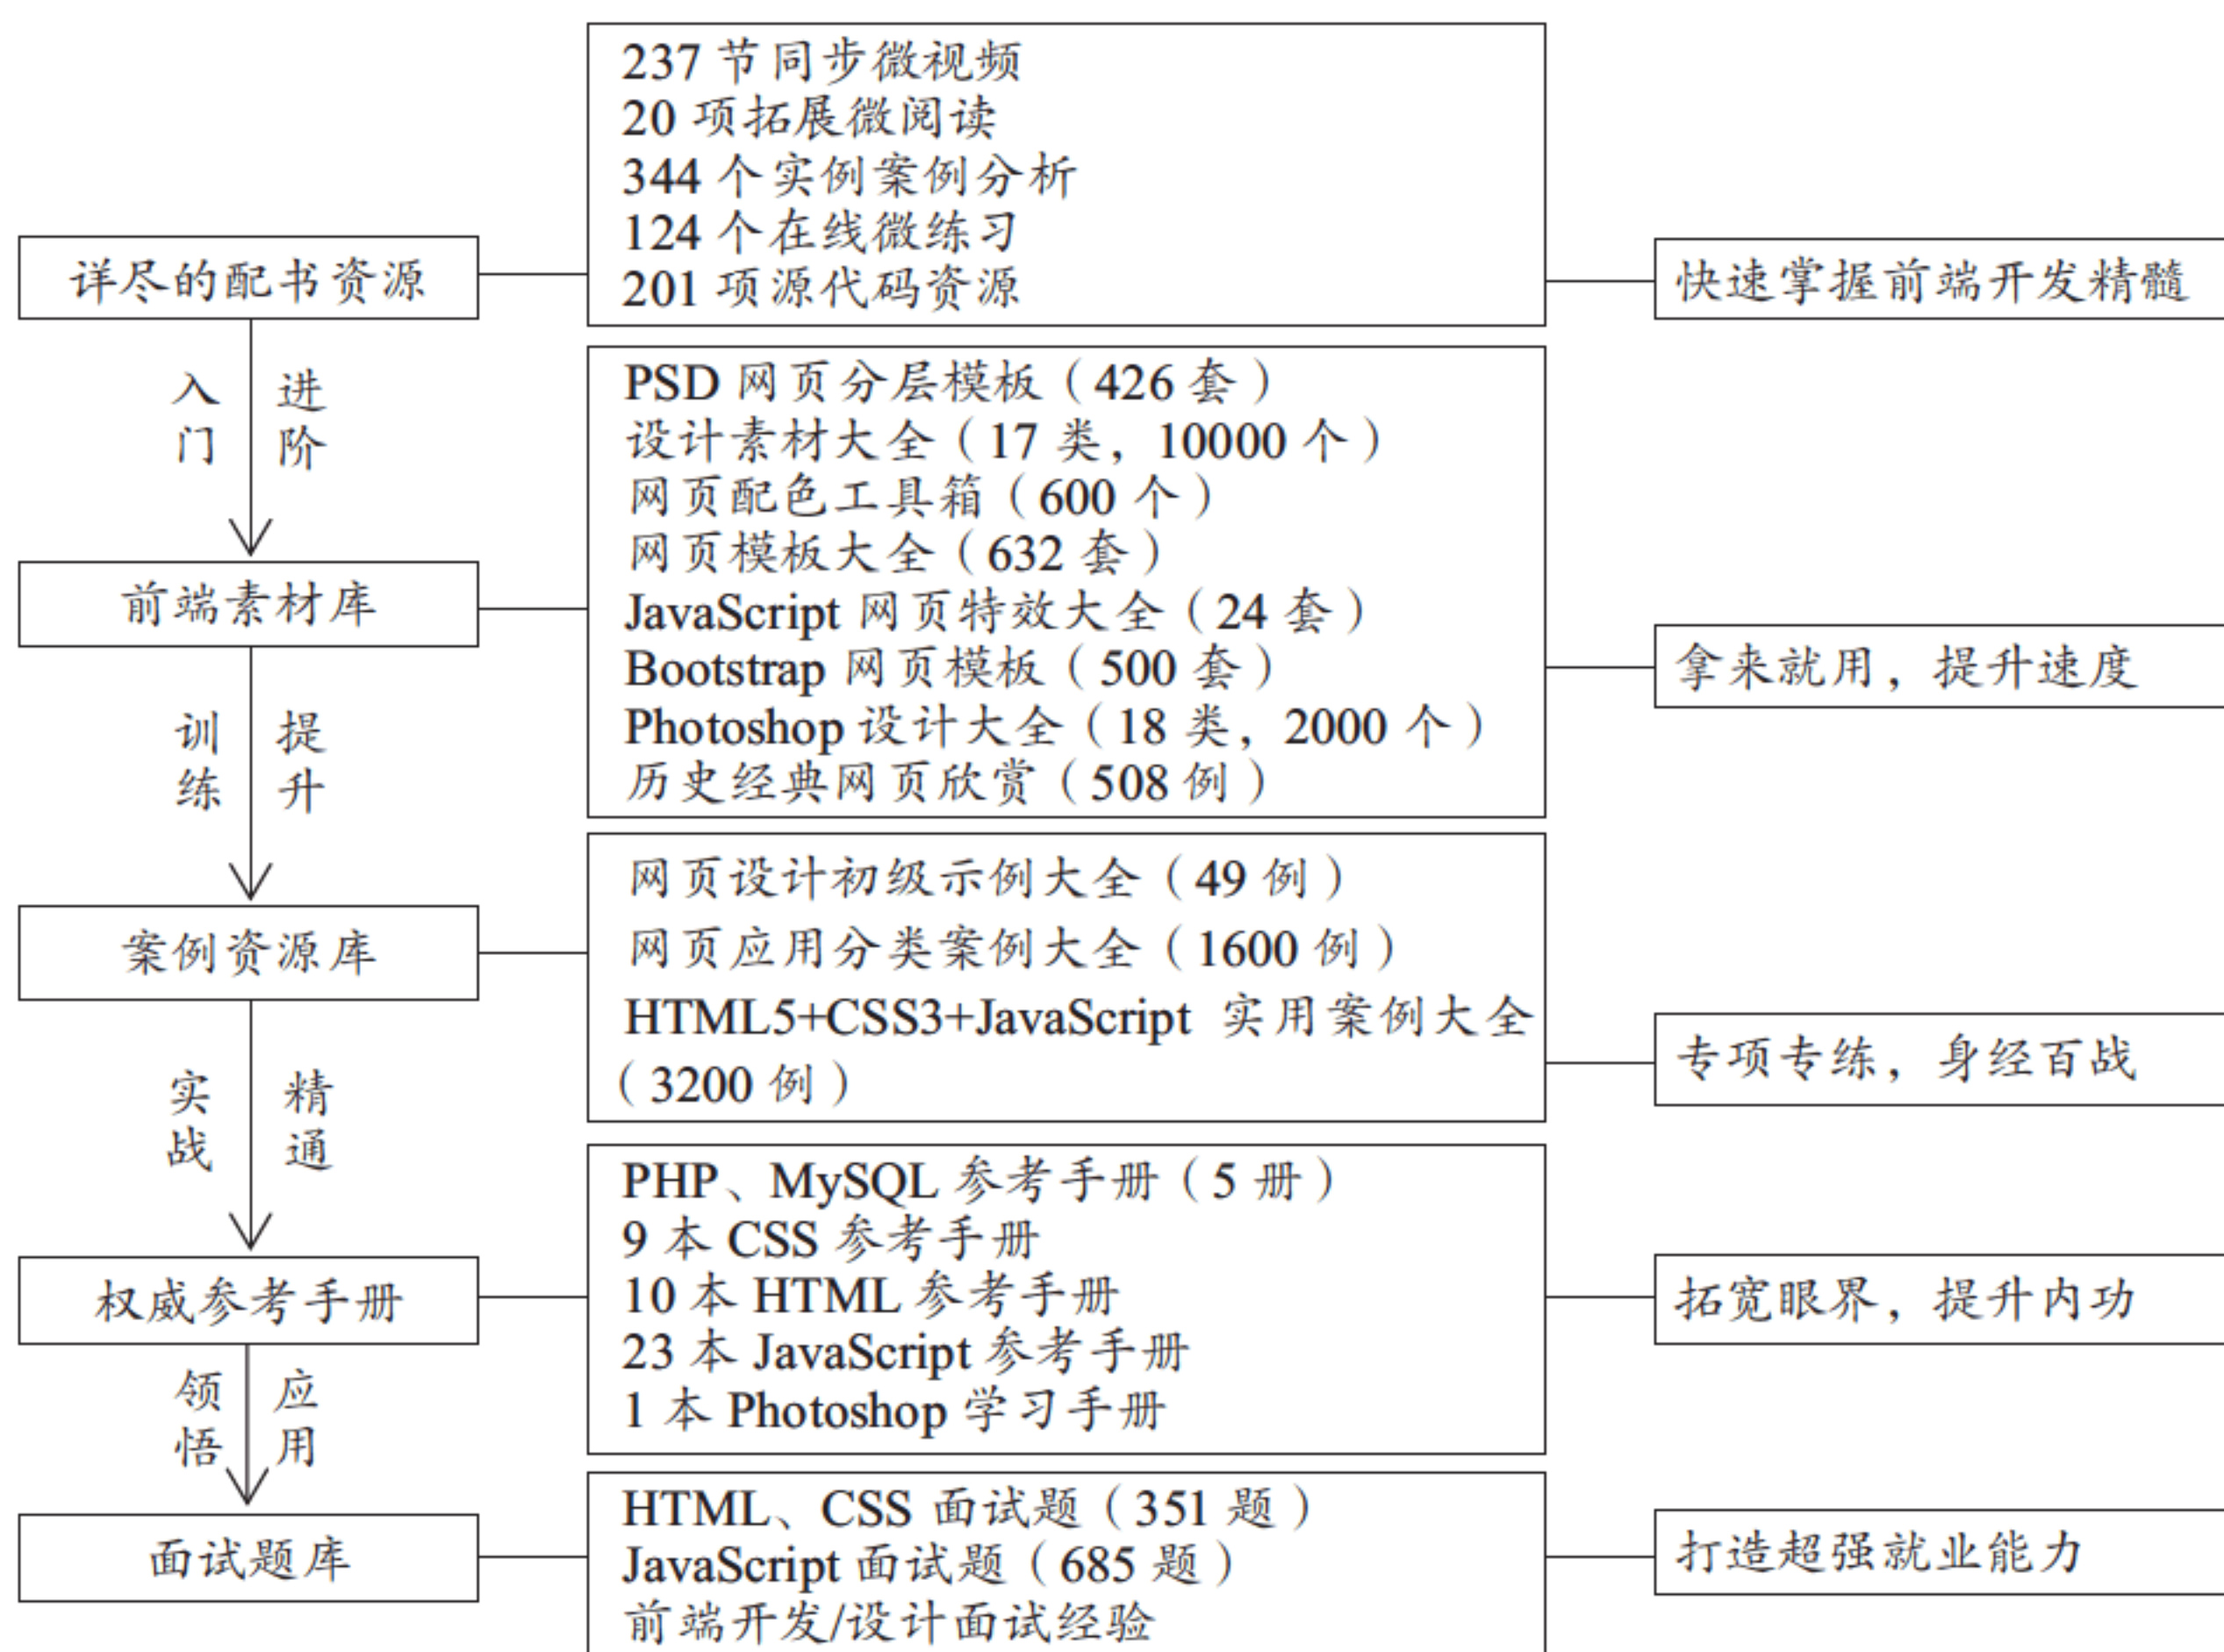 237 节同步微视频
20 项拓展微阅读
344 个实例案例分析
124 个在线微练习
201 项源代码资源
详尽的配书资源
快速掌握前端开发精髓
入门
进阶
PSD 网页分层模板（426 套）
设计素材大全（17 类，10000 个）
网页配色工具箱（600 个）
网页模板大全（632 套）
JavaScript 网页特效大全（24 套）
Bootstrap 网页模板（500 套）
Photoshop 设计大全（18 类，2000 个）
历史经典网页欣赏（508 例）
前端素材库
拿来就用，提升速度
训练
提升
网页设计初级示例大全（49 例）
网页应用分类案例大全（1600 例）
HTML5+CSS3+JavaScript 实用案例大全
（3200 例）
案例资源库
专项专练，身经百战
实战
精通
PHP、MySQL 参考手册（5 册）
9 本 CSS 参考手册
10 本 HTML 参考手册
23 本 JavaScript 参考手册
1 本 Photoshop 学习手册
权威参考手册
拓宽眼界，提升内功
领悟
应用
HTML、CSS 面试题（351 题）
JavaScript 面试题（685 题）
前端开发/设计面试经验
面试题库
打造超强就业能力